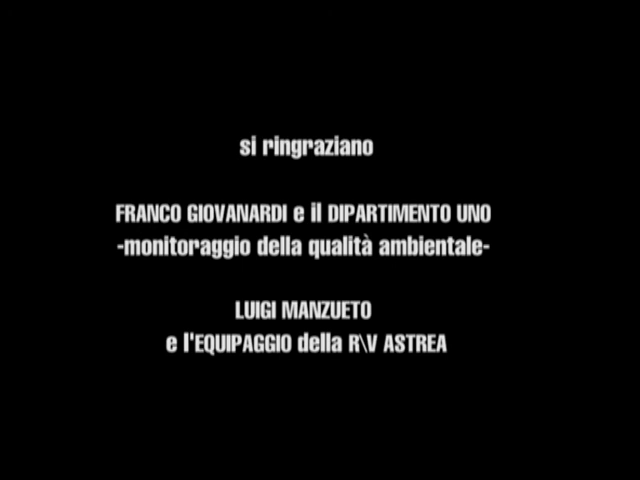 si ringraziano
FRANCO GIOVANARDI e il DIPARTIMENTO UNO
-monitoraggio della qualità ambientale-
LUIGI MANZUETO
e l'EQUIPAGGIO della R\V ASTREA